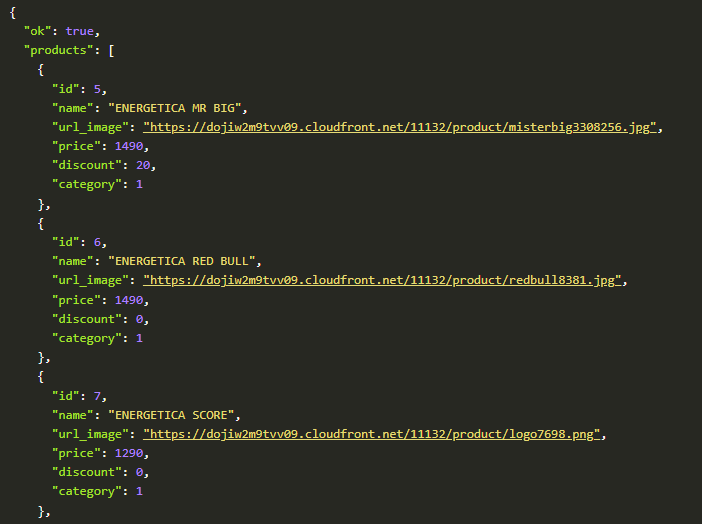 {
"ok": true,
"products": [
{
"id": 5,
"name": "ENERGETICA MR BIG",
"url_image": "https://dojiw2m9tvv09.cloudfront.net/11132/product/misterbig3308256.jpg",
"price": 1490,
"discount": 20,
"category": 1
},
{
"id": 6,
"name": "ENERGETICA RED BULL",
"url_image": "https://dojiw2m9tvv09.cloudfront.net/11132/product/redbull8381.jpg",
"price": 1490,
"discount": 0,
"category": 1
},
{
"id": 7,
"name": "ENERGETICA SCORE",
"url_image": "https://dojiw2m9tvv09.cloudfront.net/11132/product/logo7698.png",
"price": 1290,
"discount": 0,
"category": 1
},